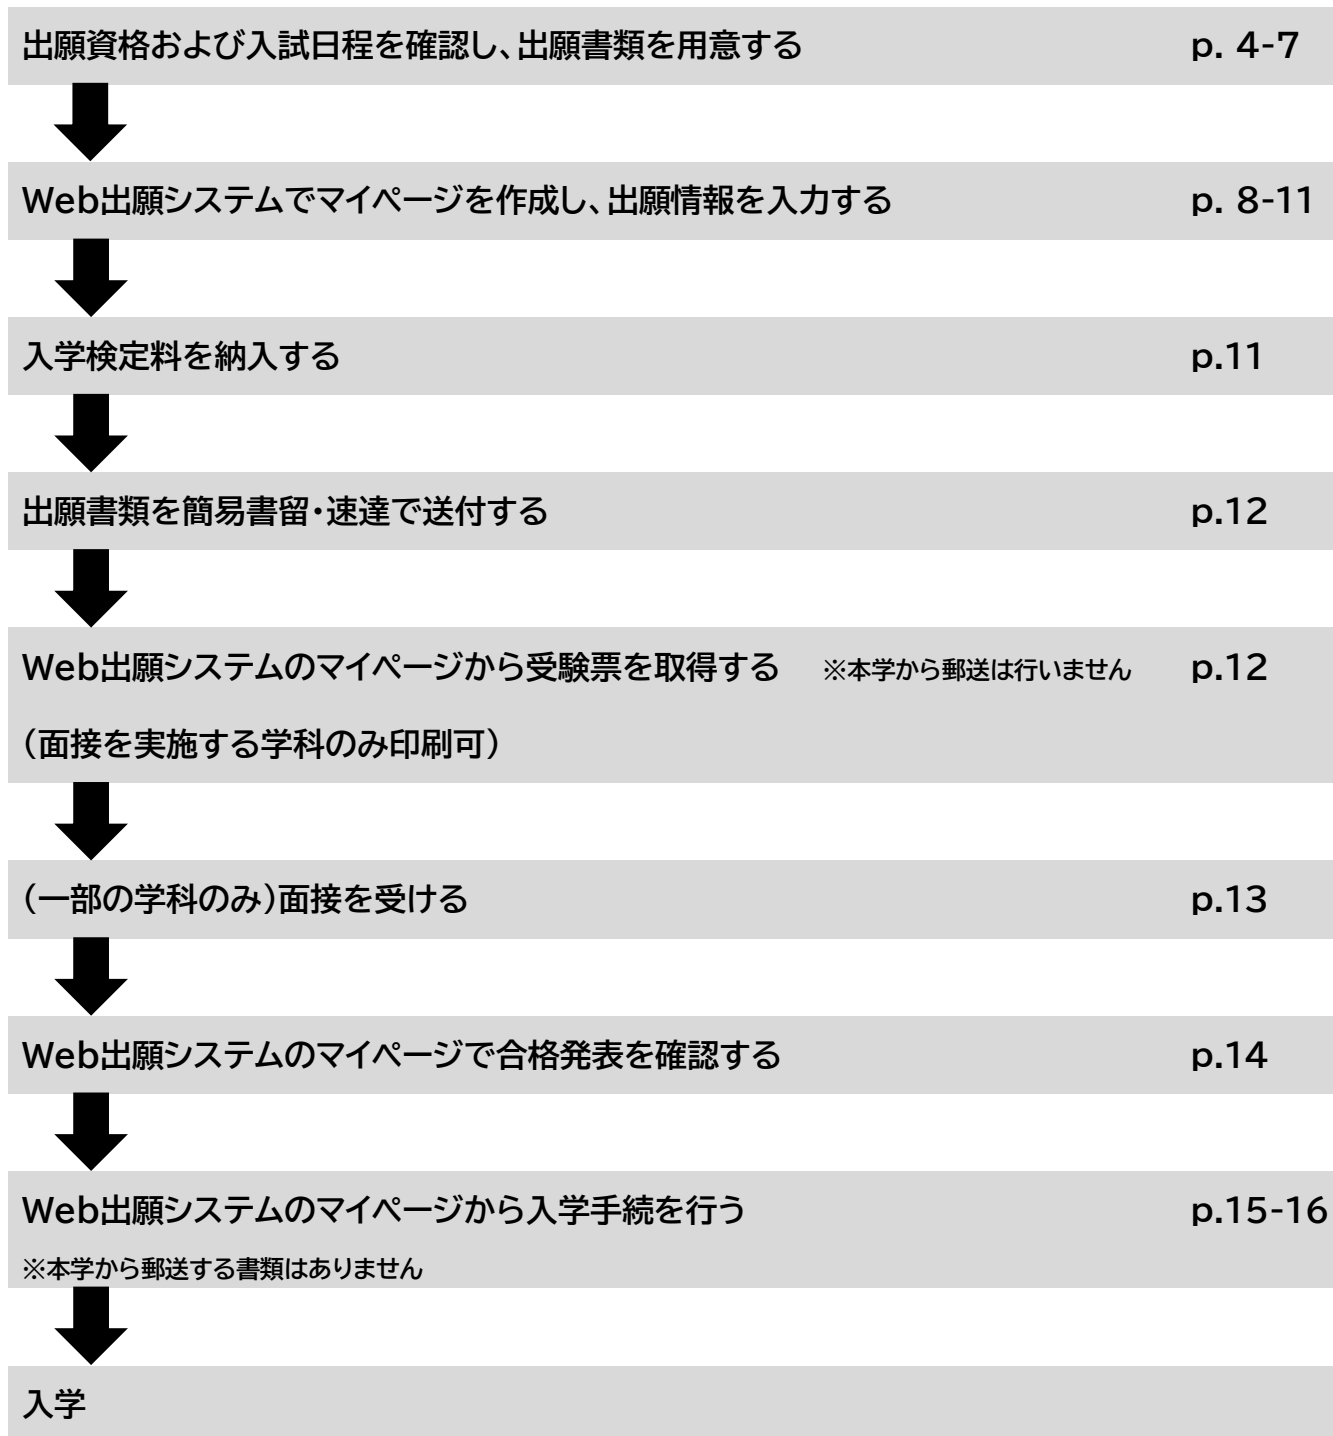 出願資格および入試日程を確認し、出願書類を用意する p. 4-7
Web出願システムでマイページを作成し、出願情報を入力する p. 8-11
入学検定料を納入する p.11
出願書類を簡易書留・速達で送付する p.12
Web出願システムのマイページから受験票を取得する ※本学から郵送は行いません p.12
（面接を実施する学科のみ印刷可）
（一部の学科のみ）面接を受ける p.13
Web出願システムのマイページで合格発表を確認する p.14
Web出願システムのマイページから入学手続を行う p.15-16
※本学から郵送する書類はありません
入学